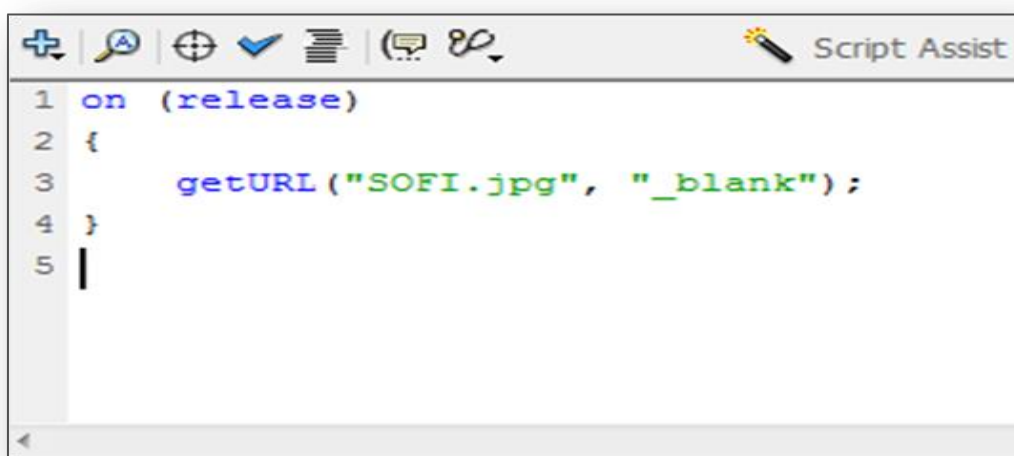 Script Assist
1 on (release)
2 {
3 getURL("SOFI.jpg", "_blank");
4 }
5